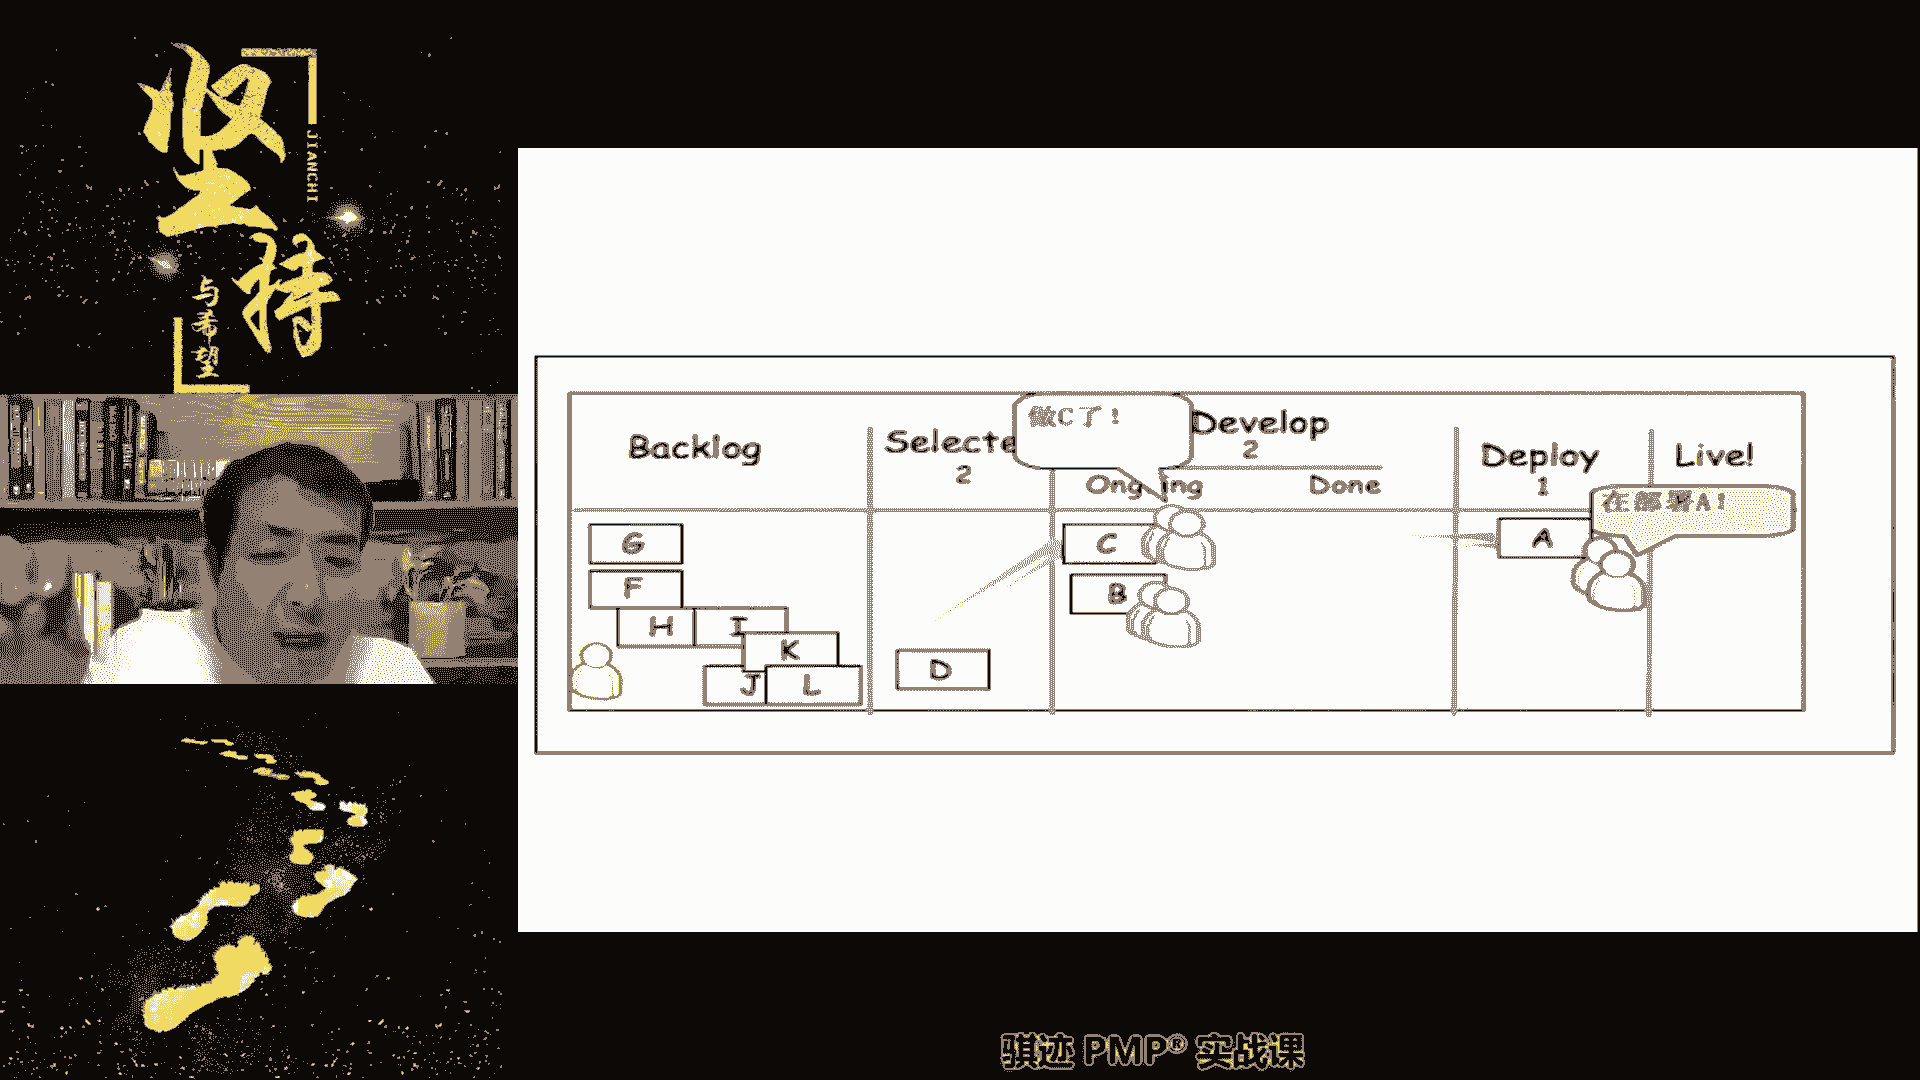 坚持
JIANCHI
与希望
做C了!
Backlog
Selecte
2
Develop
2
Ong ing
Done
Deploy
1
Live!
在部署A!
G
F
H
I
K
J
L
D
C
B
A
骐迹 PMP® 实战课